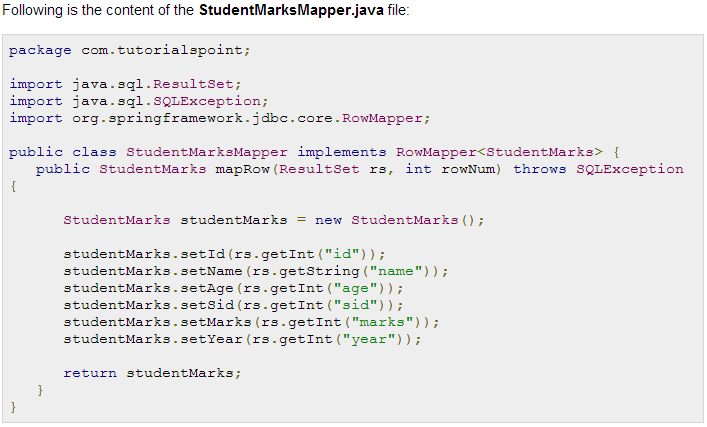 Following is the content of the StudentMarksMapper.java file:
package com.tutorialspoint;
import java.sql.ResultSet;
import java.sql.SQLException;
import org.springframework.jdbc.core.RowMapper;
public class StudentMarksMapper implements RowMapper<StudentMarks> {
public StudentMarks mapRow(ResultSet rs, int rowNum) throws SQLException
{
StudentMarks studentMarks = new StudentMarks();
studentMarks.setId(rs.getInt("id"));
studentMarks.setName(rs.getString("name"));
studentMarks.setAge(rs.getInt("age"));
studentMarks.setSid(rs.getInt("sid"));
studentMarks.setMarks(rs.getInt("marks"));
studentMarks.setYear(rs.getInt("year"));
return studentMarks;
}
}